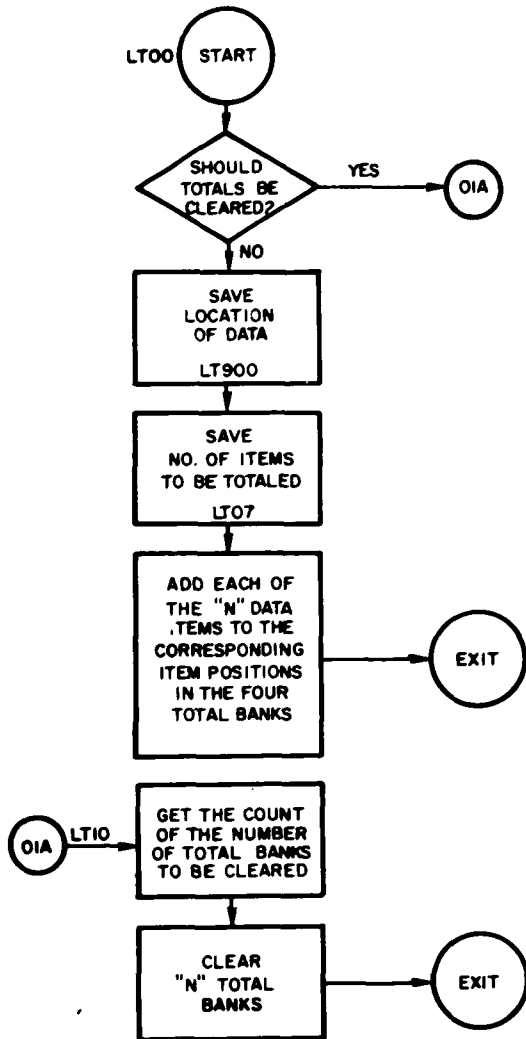 LT00 START
SHOULD
TOTALS BE
CLEARED?
YES
01A
NO
SAVE
LOCATION
OF DATA
LT900
SAVE
NO. OF ITEMS
TO BE TOTALED
LT07
ADD EACH OF
THE "N" DATA
ITEMS TO THE
CORRESPONDING
ITEM POSITIONS
IN THE FOUR
TOTAL BANKS
EXIT
01A
LT10
GET THE COUNT
OF THE NUMBER
OF TOTAL BANKS
TO BE CLEARED
CLEAR
"N" TOTAL
BANKS
EXIT